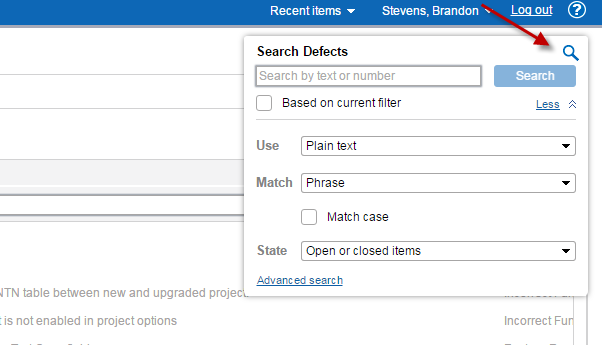 Recent items Stevens, Brandon Log out ?
Search Defects
Search by text or number Search
Based on current filter Less
Use Plain text
Match Phrase
Match case
State Open or closed items
Advanced search
NTN table between new and upgraded project
t is not enabled in project options Incorrect Fun